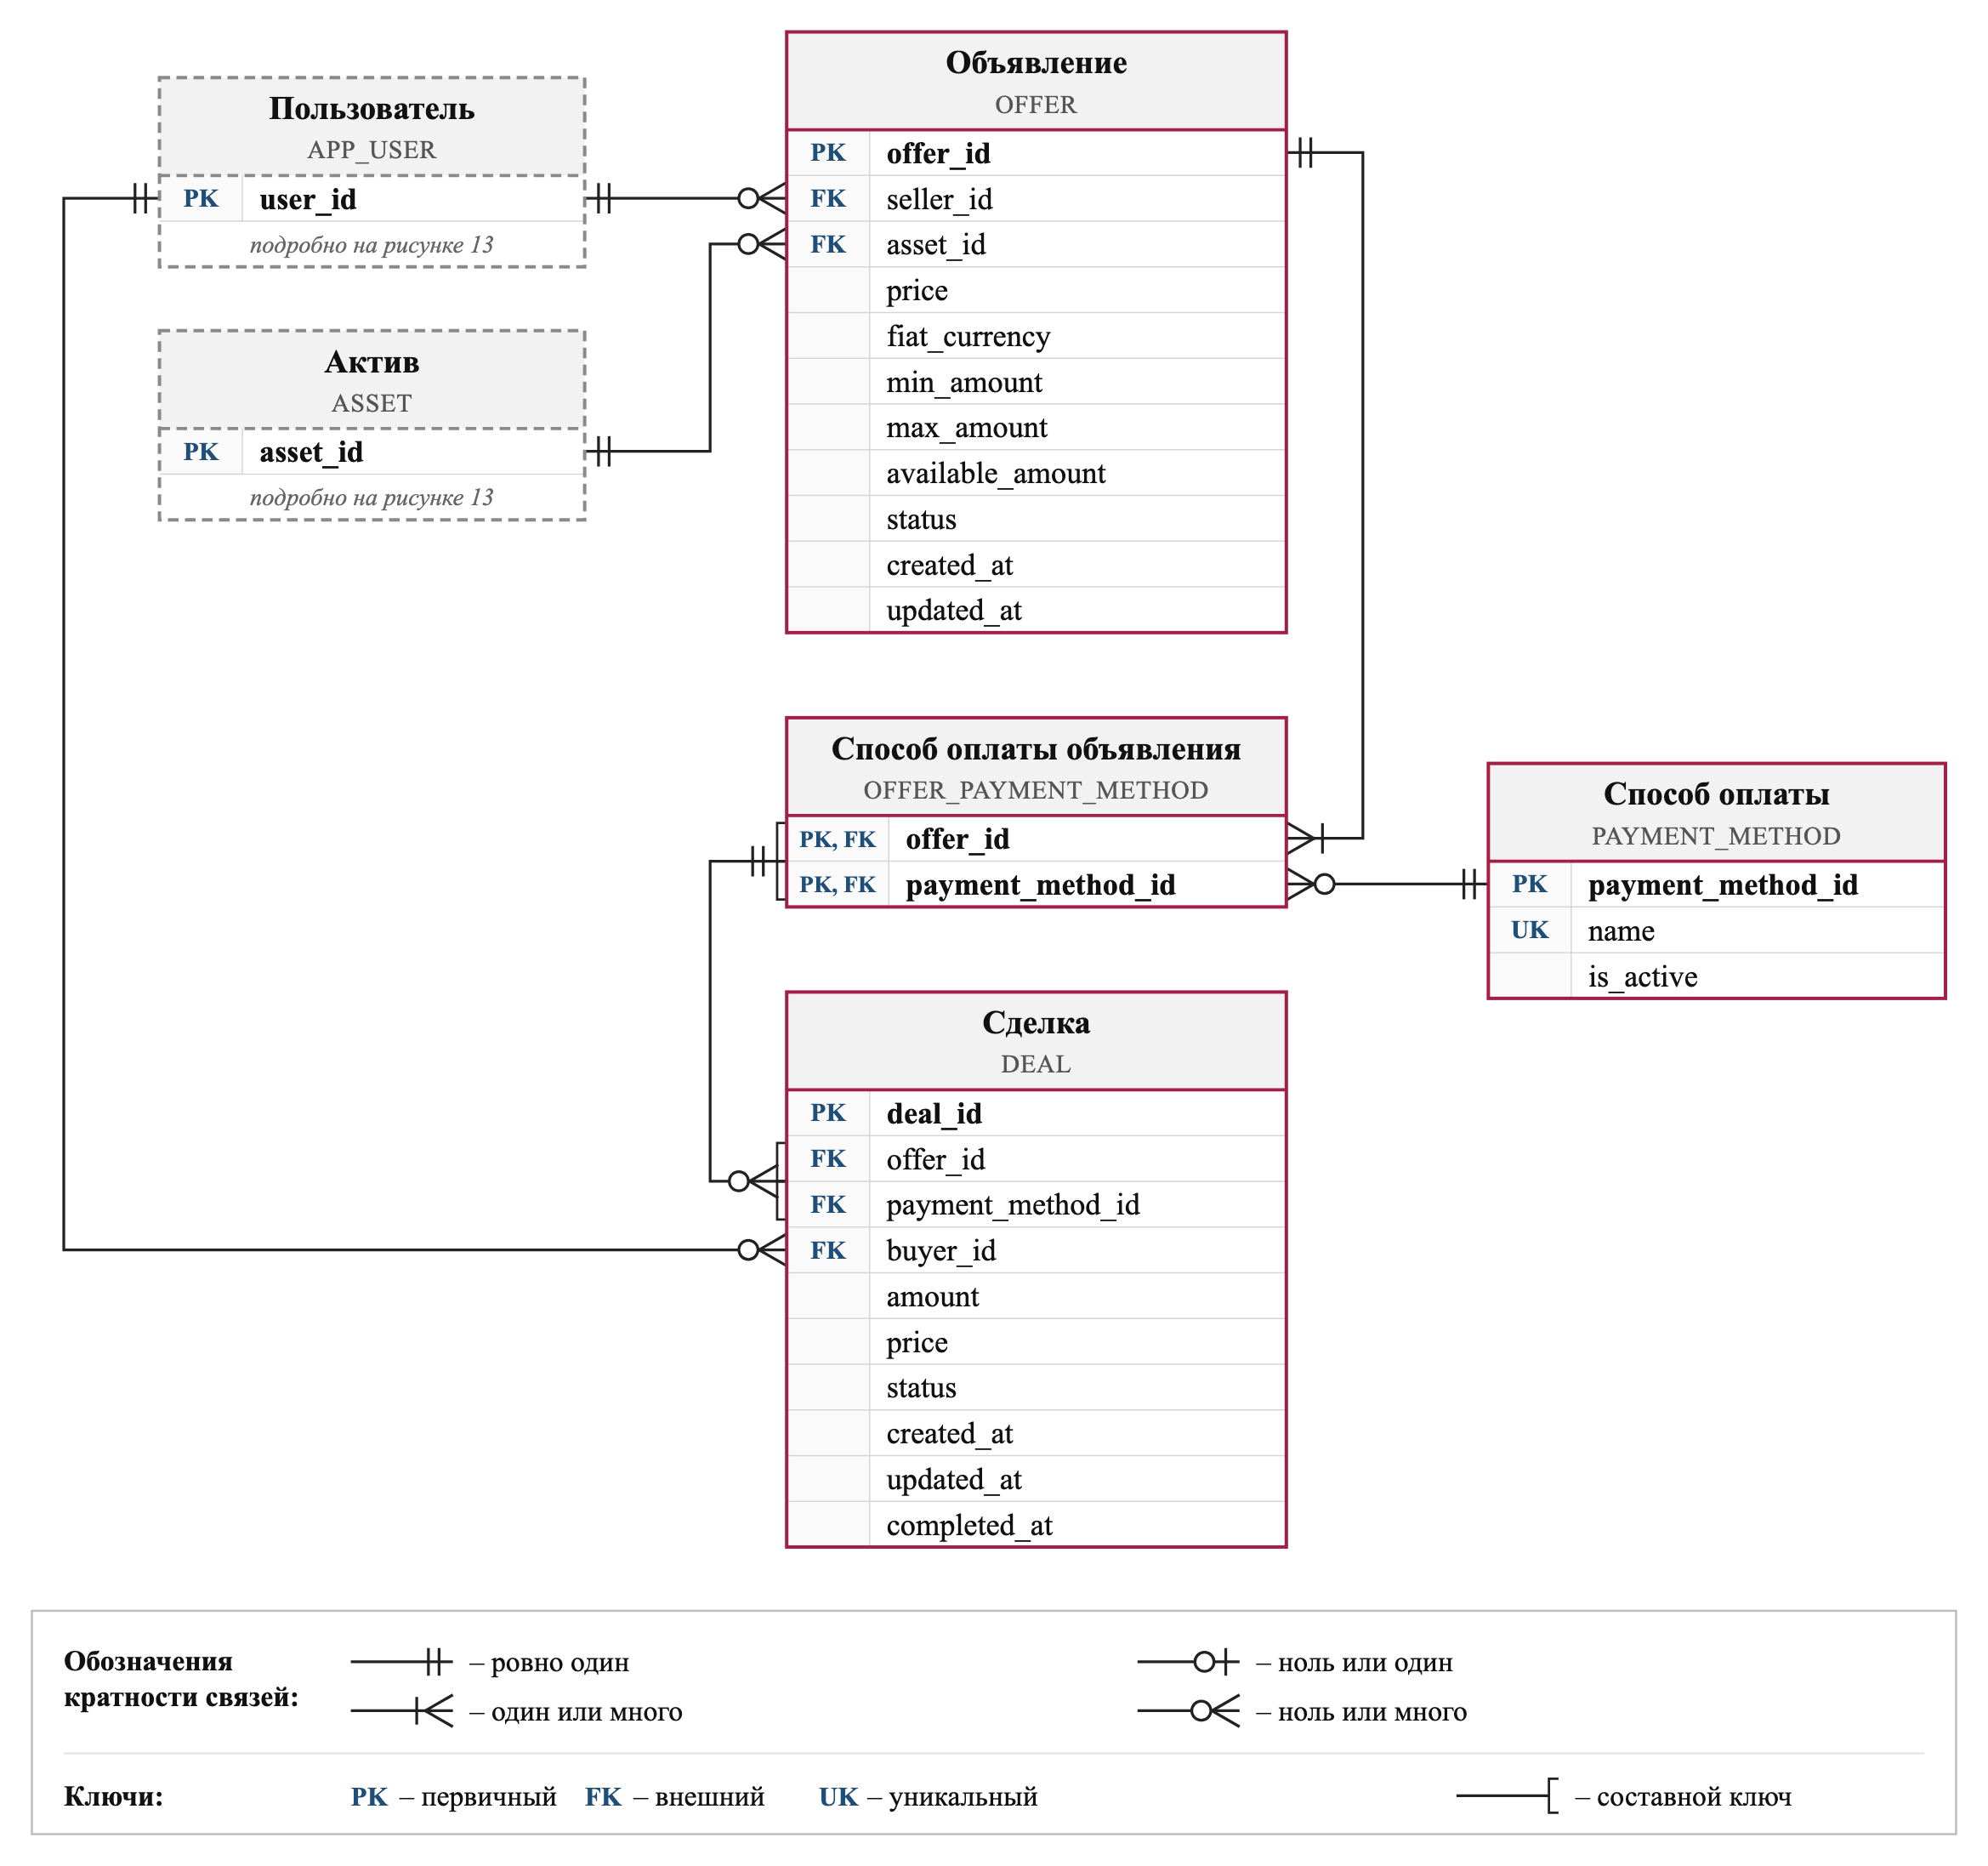 Пользователь
APP_USER
PK user_id
подробно на рисунке 13
Актив
ASSET
PK asset_id
подробно на рисунке 13
Объявление
OFFER
PK offer_id
FK seller_id
FK asset_id
price
fiat_currency
min_amount
max_amount
available_amount
status
created_at
updated_at
Способ оплаты объявления
OFFER_PAYMENT_METHOD
PK, FK offer_id
PK, FK payment_method_id
Способ оплаты
PAYMENT_METHOD
PK payment_method_id
UK name
is_active
Сделка
DEAL
PK deal_id
FK offer_id
FK payment_method_id
FK buyer_id
amount
price
status
created_at
updated_at
completed_at
Обозначения
кратности связей:
– ровно один
– ноль или один
– один или много
– ноль или много
Ключи: PK – первичный FK – внешний UK – уникальный – составной ключ